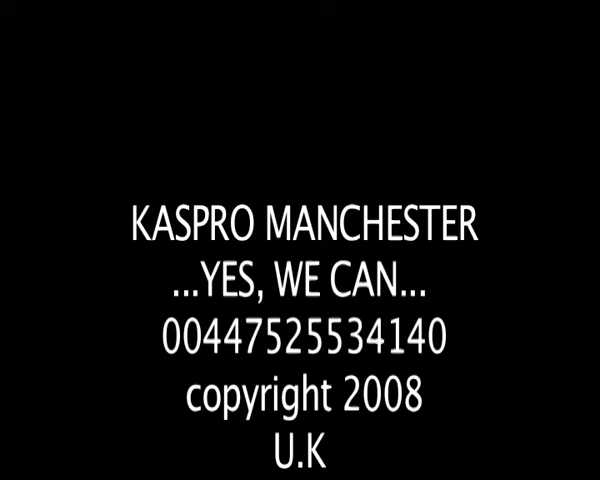 KASPRO MANCHESTER
...YES, WE CAN...
00447525534140
copyright 2008
U.K